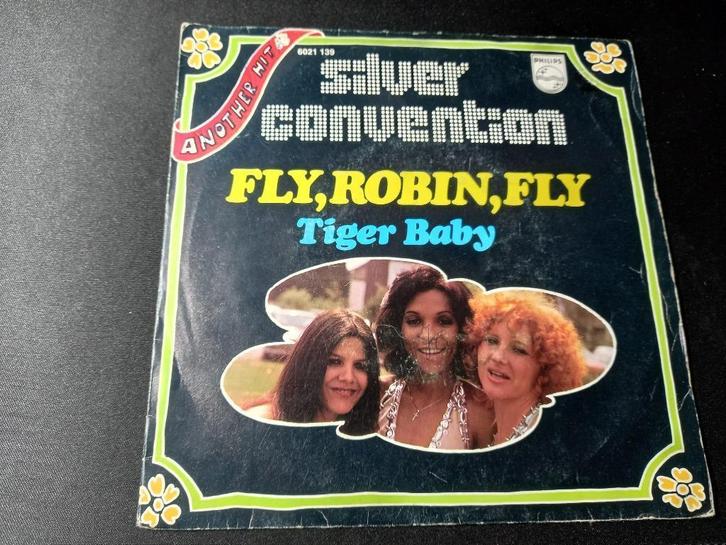 ANOTHER HIT
6021 139
PHILIPS
silver
convention
FLY, ROBIN, FLY
Tiger Baby